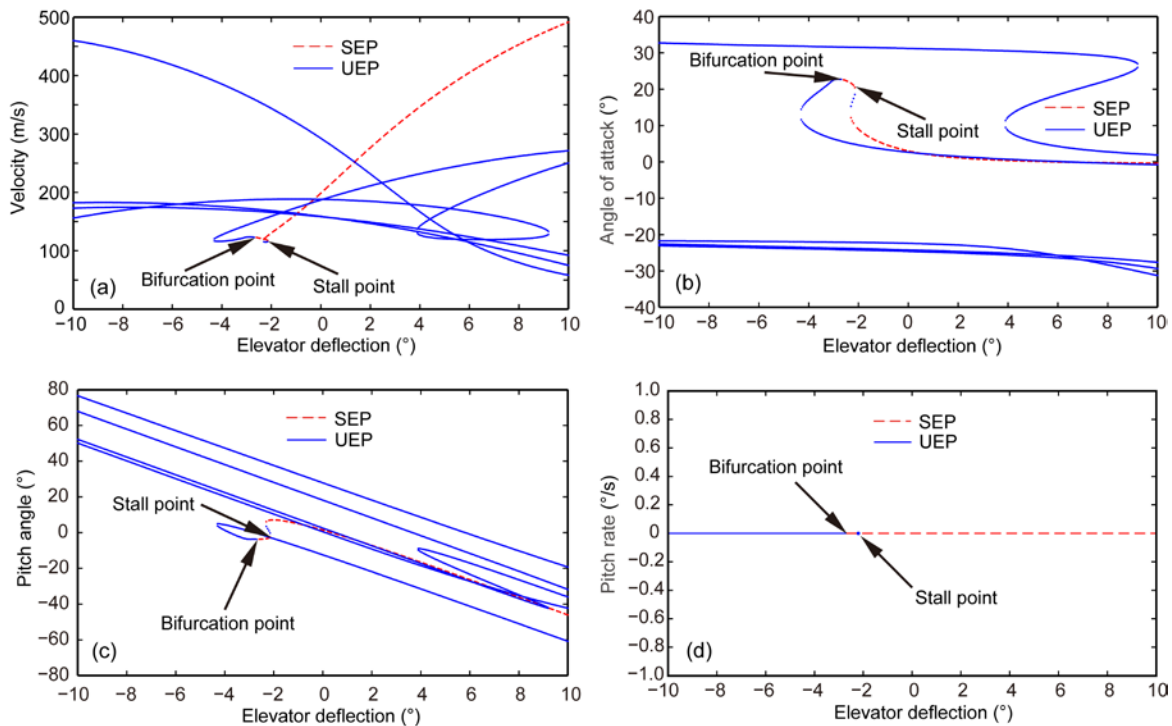 500
400
300
200
100
0
Velocity (m/s)
SEP
UEP
Bifurcation point
Stall point
(a)
−10 −8 −6 −4 −2 0 2 4 6 8 10
Elevator deflection (°)
40
30
20
10
0
−10
−20
−30
−40
Angle of attack (°)
Bifurcation point
Stall point
SEP
UEP
(b)
−10 −8 −6 −4 −2 0 2 4 6 8 10
Elevator deflection (°)
80
60
40
20
0
−20
−40
−60
−80
Pitch angle (°)
SEP
UEP
Stall point
Bifurcation point
(c)
−10 −8 −6 −4 −2 0 2 4 6 8 10
Elevator deflection (°)
1.0
0.8
0.6
0.4
0.2
0
−0.2
−0.4
−0.6
−0.8
−1.0
Pitch rate (°/s)
SEP
UEP
Bifurcation point
Stall point
(d)
−10 −8 −6 −4 −2 0 2 4 6 8 10
Elevator deflection (°)